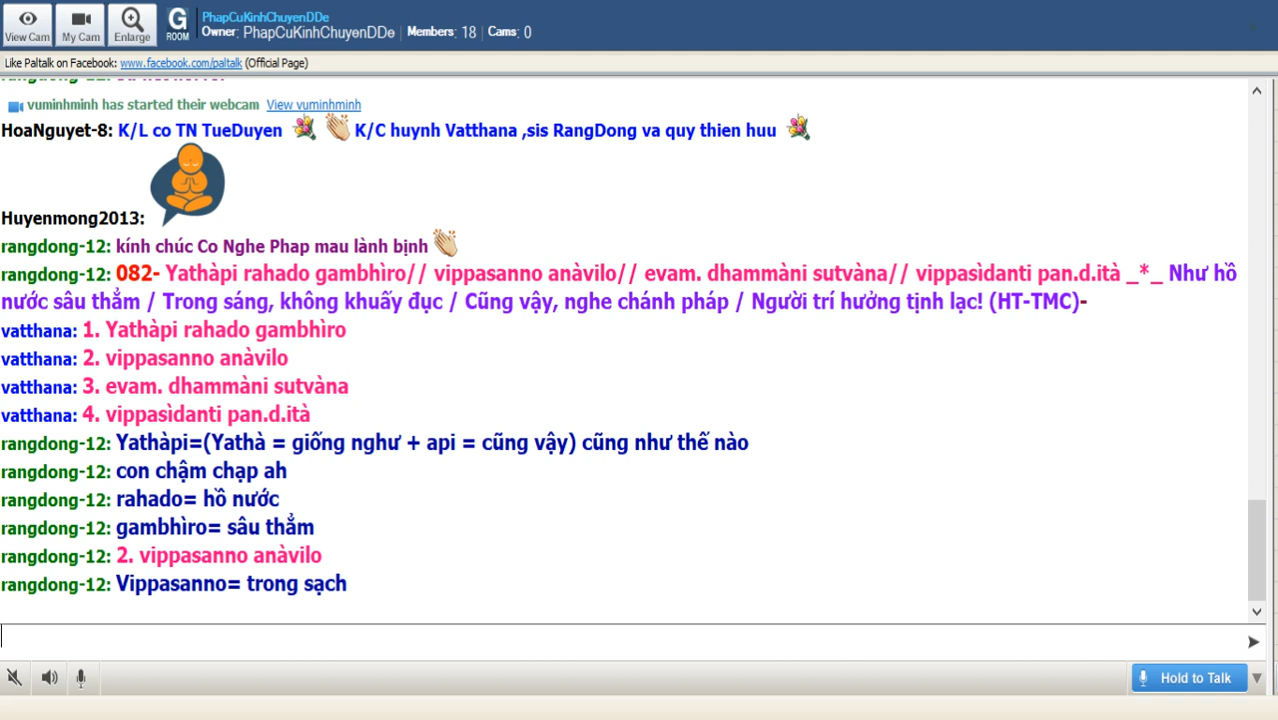 View Cam
My Cam
Enlarge
G
ROOM
PhapCuKinhChuyenDDe
Owner: PhapCuKinhChuyenDDe | Members: 18 | Cams: 0
Like Paltalk on Facebook: www.facebook.com/paltalk (Official Page)
vuminhminh has started their webcam View vuminhminh
HoaNguyet-8: K/L co TN TueDuyen K/C huynh Vatthana ,sis RangDong va quy thien huu
Huyenmong2013:
rangdong-12: kính chúc Co Nghe Phap mau lành bịnh
rangdong-12: 082- Yathàpi rahado gambhìro// vippasanno anàvilo// evam. dhammàni sutvàna// vippasìdanti pan.d.ità _*_ Như hồ
nước sâu thẳm / Trong sáng, không khuấy đục / Cũng vậy, nghe chánh pháp / Người trí hưởng tịnh lạc! (HT-TMC)-
vatthana: 1. Yathàpi rahado gambhìro
vatthana: 2. vippasanno anàvilo
vatthana: 3. evam. dhammàni sutvàna
vatthana: 4. vippasìdanti pan.d.ità
rangdong-12: Yathàpi=(Yathà = giống nghư + api = cũng vậy) cũng như thế nào
rangdong-12: con chậm chạp ah
rangdong-12: rahado= hồ nước
rangdong-12: gambhìro= sâu thẳm
rangdong-12: 2. vippasanno anàvilo
rangdong-12: Vippasanno= trong sạch
Hold to Talk